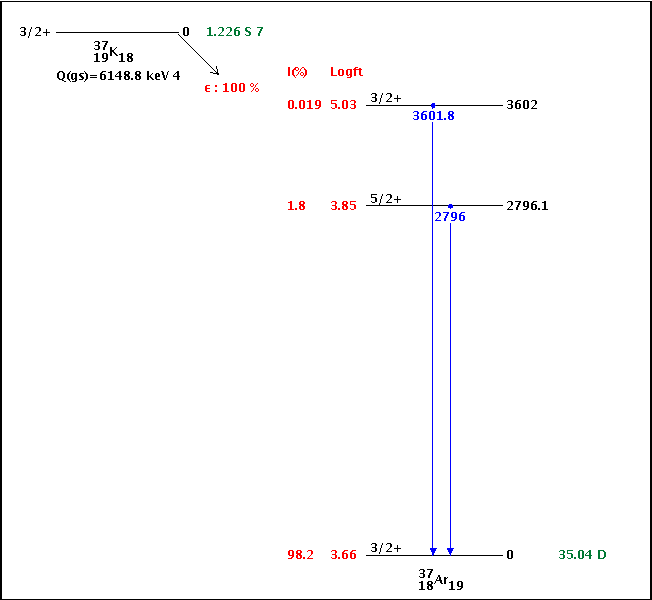 3/2+ 0 1.226 S 7
37
19K18
Q(gs)=6148.8 keV 4
ϵ : 100 %
I(%) Logft
0.019 5.03 3/2+ 3602
3601.8
1.8 3.85 5/2+ 2796.1
2796
98.2 3.66 3/2+ 0 35.04 D
37
18Ar19